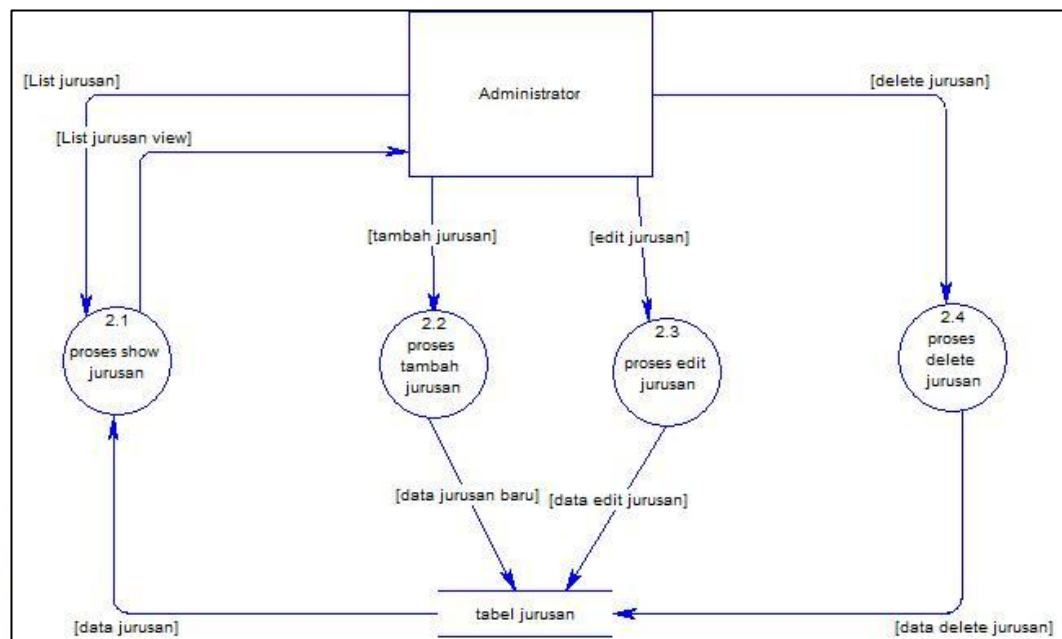 [List jurusan]
Administrator
[delete jurusan]
[List jurusan view]
[tambah jurusan]
[edit jurusan]
2.1
proses show
jurusan
2.2
proses
tambah
jurusan
2.3
proses edit
jurusan
2.4
proses
delete
jurusan
[data jurusan baru]
[data edit jurusan]
[data jurusan]
tabel jurusan
[data delete jurusan]